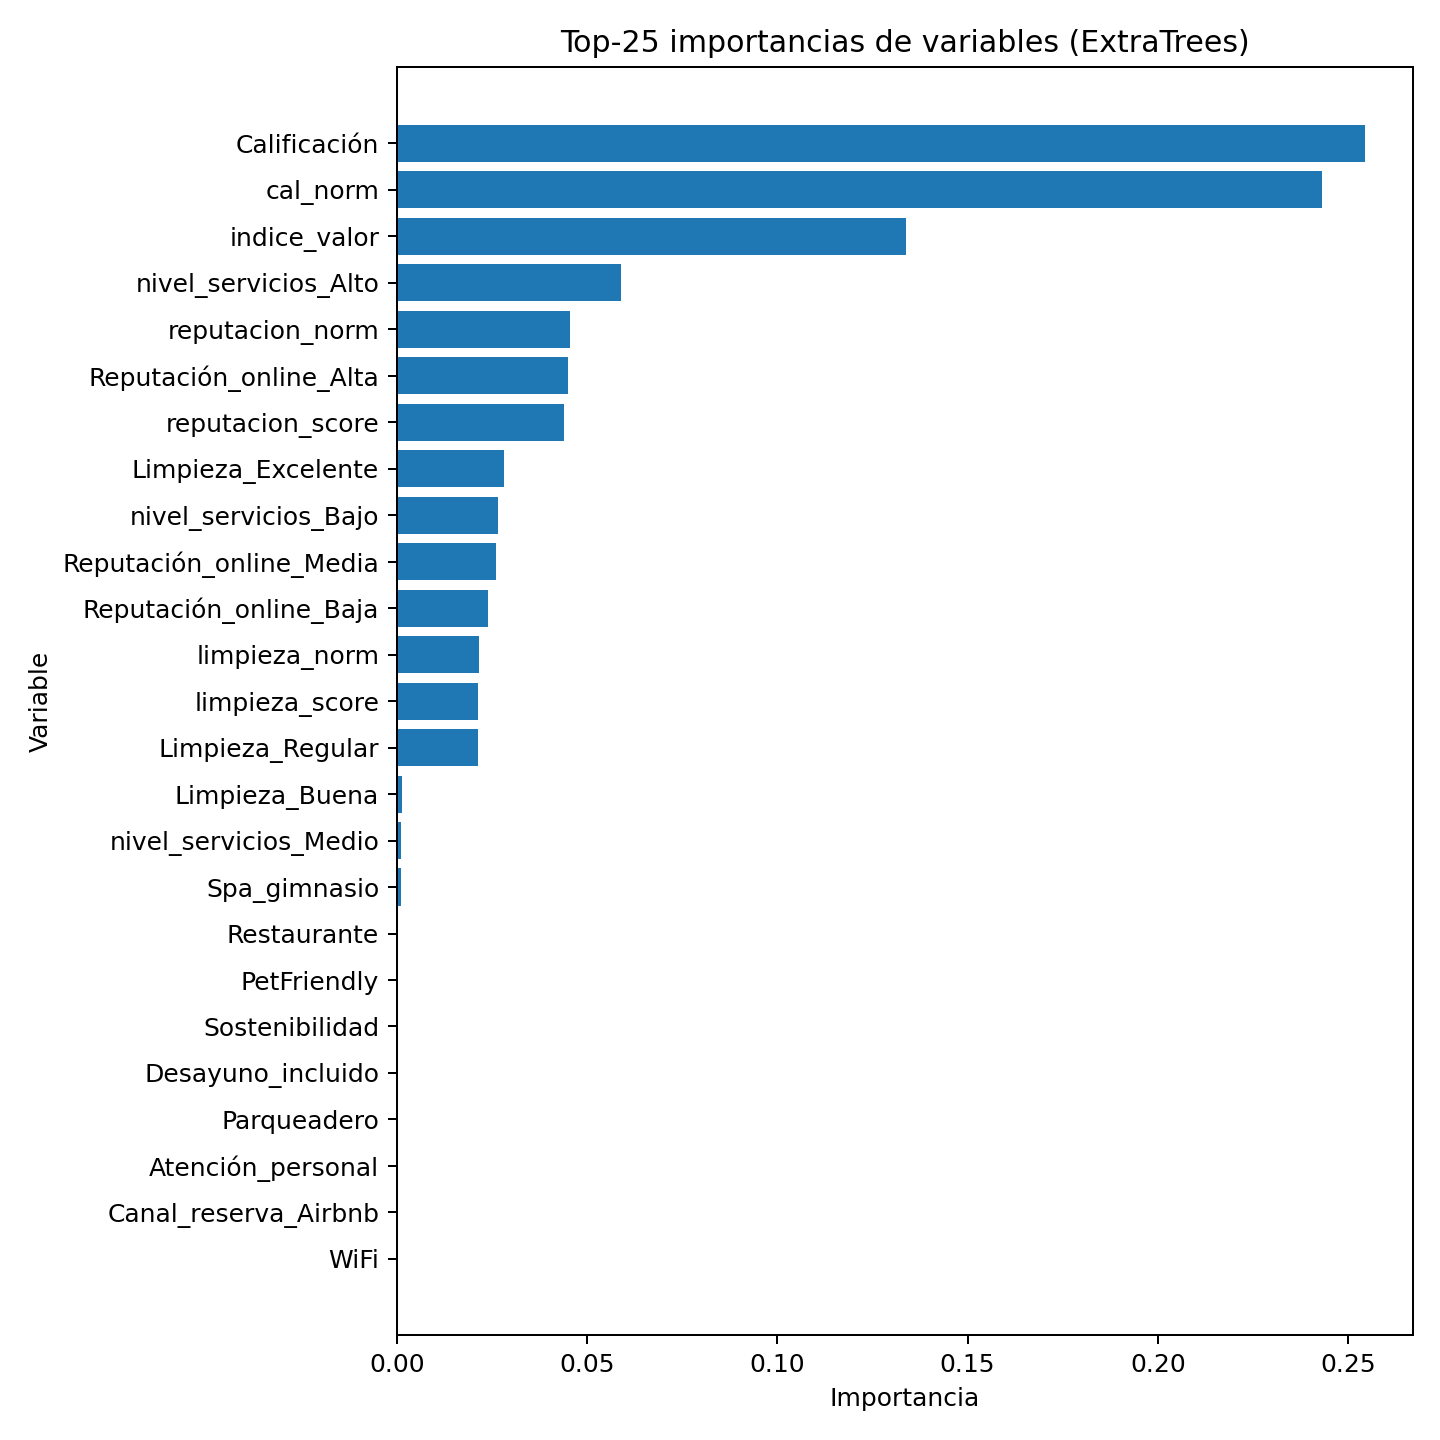 Top-25 importancias de variables (ExtraTrees)
Calificación
cal_norm
indice_valor
nivel_servicios_Alto
reputacion_norm
Reputación_online_Alta
reputacion_score
Limpieza_Excelente
nivel_servicios_Bajo
Reputación_online_Media
Reputación_online_Baja
limpieza_norm
limpieza_score
Limpieza_Regular
Limpieza_Buena
nivel_servicios_Medio
Spa_gimnasio
Restaurante
PetFriendly
Sostenibilidad
Desayuno_incluido
Parqueadero
Atención_personal
Canal_reserva_Airbnb
WiFi
Variable
0.00 0.05 0.10 0.15 0.20 0.25
Importancia